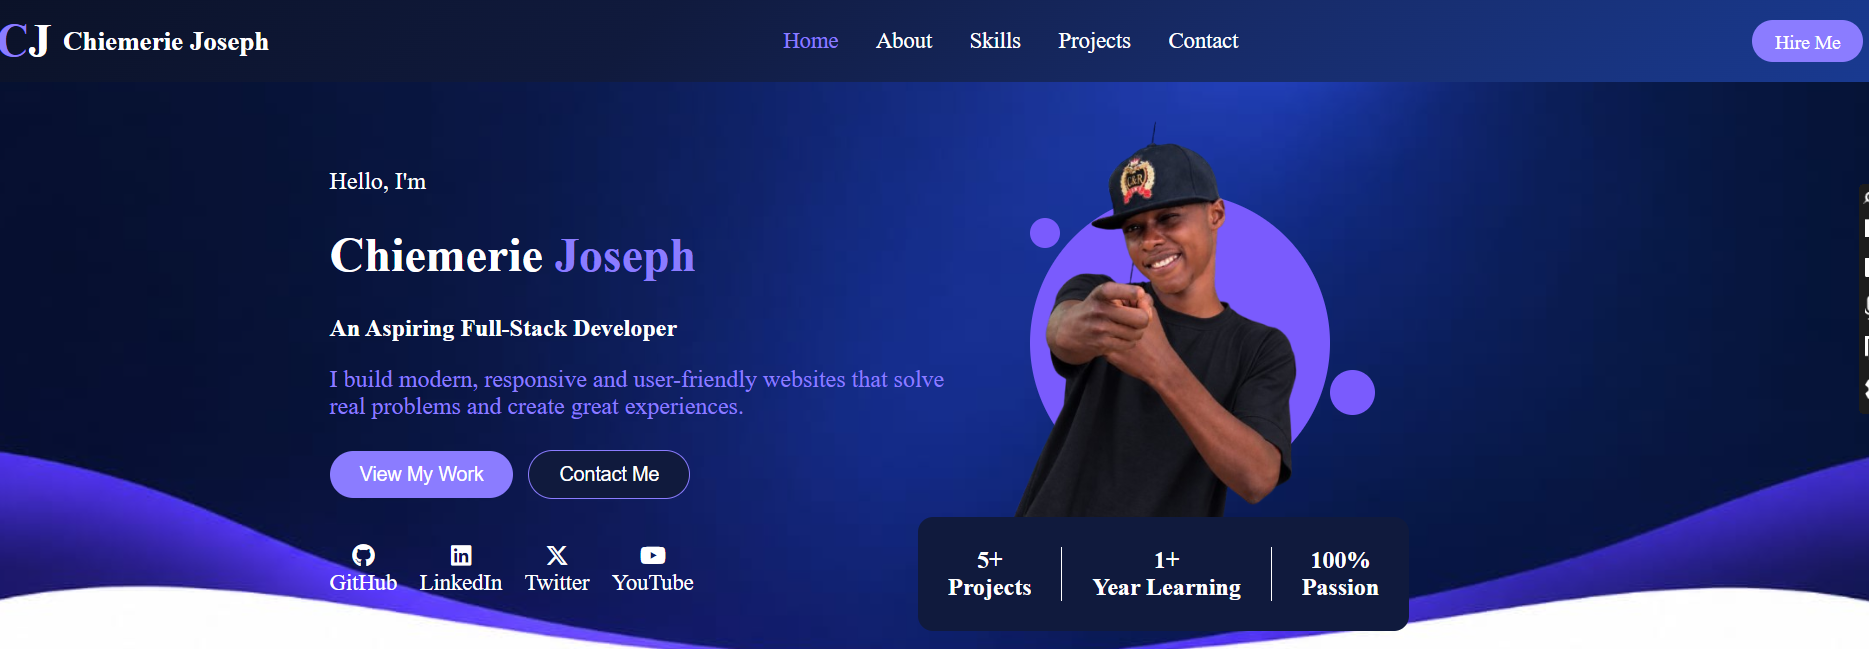 CJ Chiemerie Joseph
Home About Skills Projects Contact
Hire Me
Hello, I'm
Chiemerie Joseph
An Aspiring Full-Stack Developer
I build modern, responsive and user-friendly websites that solve
real problems and create great experiences.
View My Work
Contact Me
GitHub LinkedIn Twitter YouTube
C&R
5+
Projects
1+
Year Learning
100%
Passion